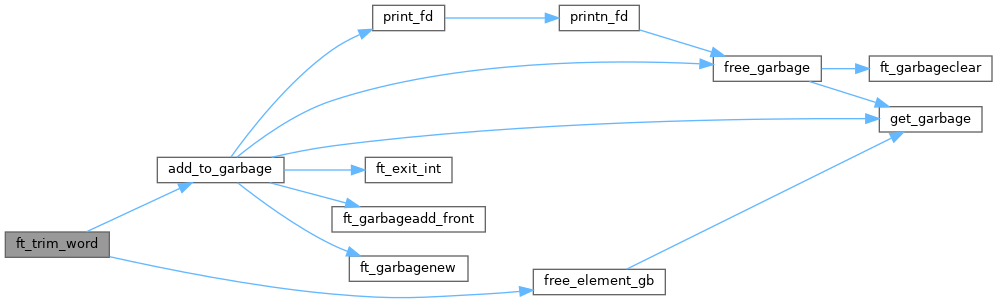 print_fd
printn_fd
free_garbage
ft_garbageclear
get_garbage
add_to_garbage
ft_exit_int
ft_garbageadd_front
ft_trim_word
ft_garbagenew
free_element_gb